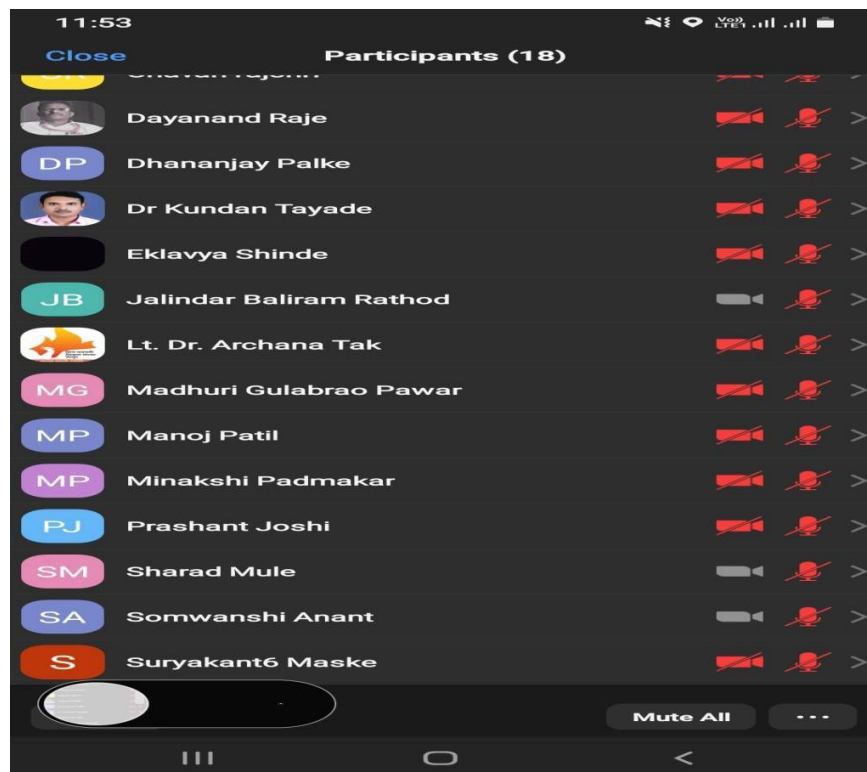 11:53 Vo)) LTE1
Close Participants (18)
Dayanand Raje
DP Dhananjay Palke
Dr Kundan Tayade
Eklavya Shinde
JB Jalindar Baliram Rathod
Lt. Dr. Archana Tak
MG Madhuri Gulabrao Pawar
MP Manoj Patil
MP Minakshi Padmakar
PJ Prashant Joshi
SM Sharad Mule
SA Somwanshi Anant
S Suryakant6 Maske
Mute All ...